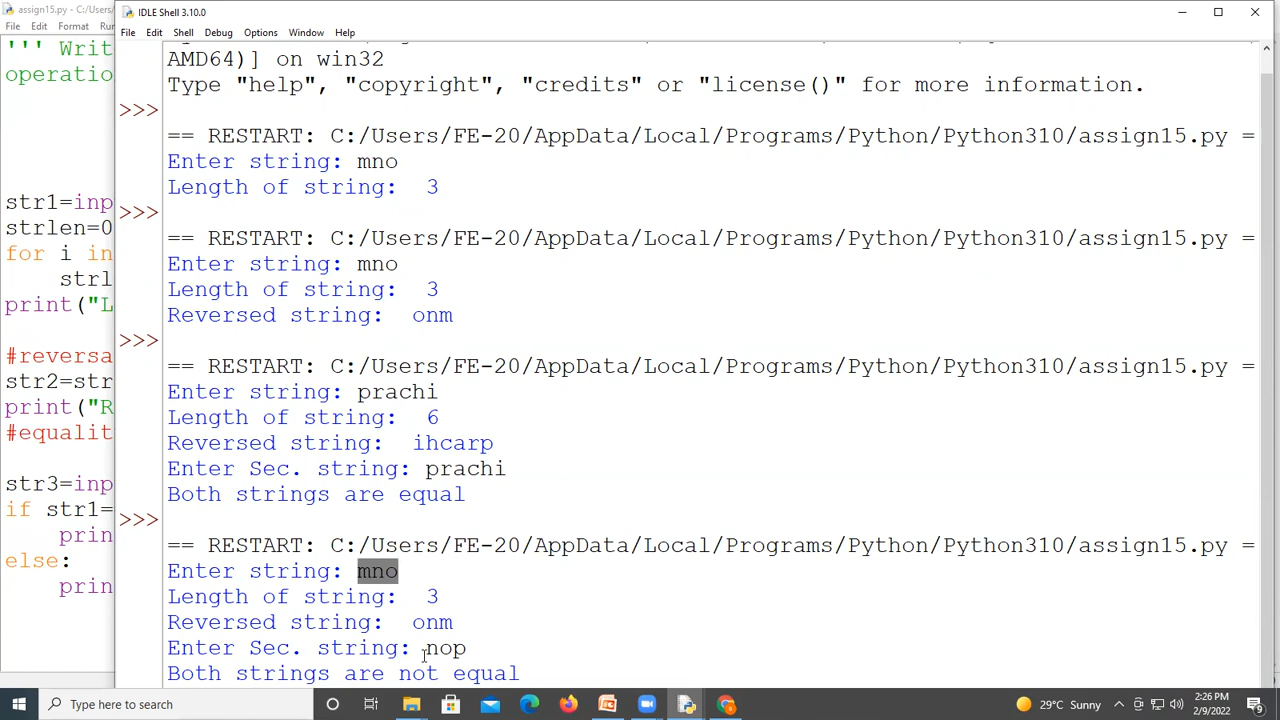 assign15.py - C:/Users/
File Edit Format Run
''' Writ
operatio
str1=inp
strlen=0
for i in
strl
print("L
#reversa
str2=str
print("R
#equalit
str3=inp
if str1=
prin
else:
prin
IDLE Shell 3.10.0
File Edit Shell Debug Options Window Help
AMD64)] on win32
Type "help", "copyright", "credits" or "license()" for more information.
>>>
== RESTART: C:/Users/FE-20/AppData/Local/Programs/Python/Python310/assign15.py =
Enter string: mno
Length of string:  3
>>>
== RESTART: C:/Users/FE-20/AppData/Local/Programs/Python/Python310/assign15.py =
Enter string: mno
Length of string:  3
Reversed string:  onm
>>>
== RESTART: C:/Users/FE-20/AppData/Local/Programs/Python/Python310/assign15.py =
Enter string: prachi
Length of string:  6
Reversed string:  ihcarp
Enter Sec. string: prachi
Both strings are equal
>>>
== RESTART: C:/Users/FE-20/AppData/Local/Programs/Python/Python310/assign15.py =
Enter string: mno
Length of string:  3
Reversed string:  onm
Enter Sec. string: nop
Both strings are not equal
Type here to search
29°C Sunny
2:26 PM
2/9/2022
9